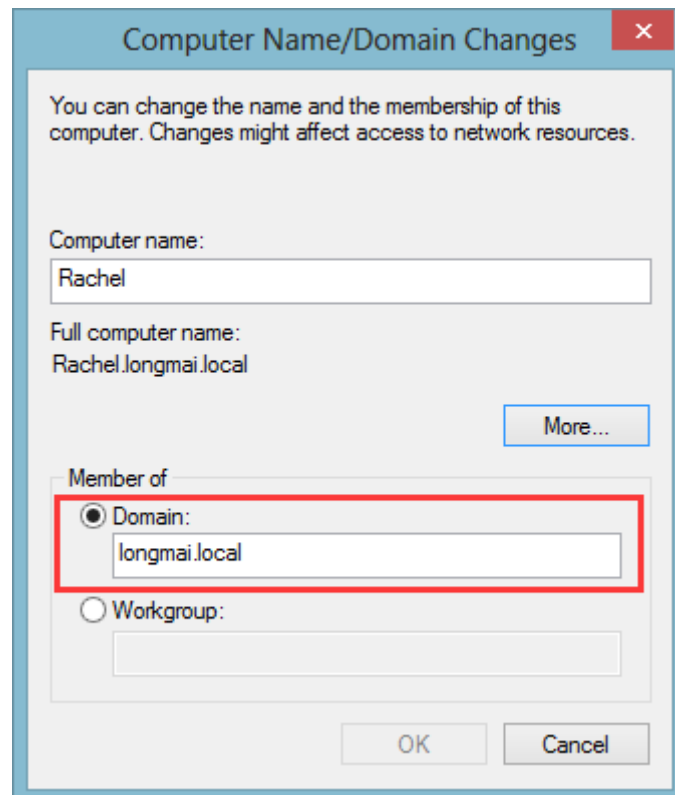 Computer Name/Domain Changes
You can change the name and the membership of this
computer. Changes might affect access to network resources.
Computer name:
Rachel
Full computer name:
Rachel.longmai.local
More...
Member of
Domain:
longmai.local
Workgroup:
OK
Cancel